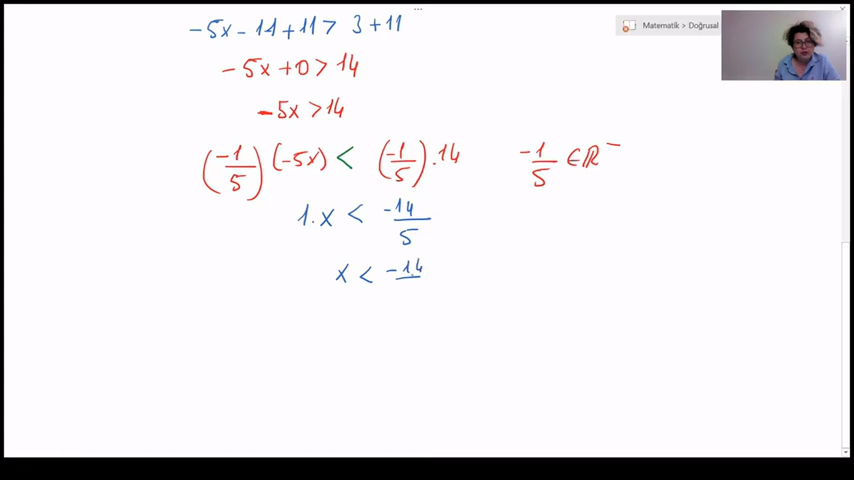 -5x - 11 + 11 > 3 + 11
Matematik > Doğrusal
-5x + 0 > 14
-5x > 14
(-1/5) (-5x) < (-1/5) . 14 -1/5 ∈ ℝ⁻
1. x < -14/5
x < -14